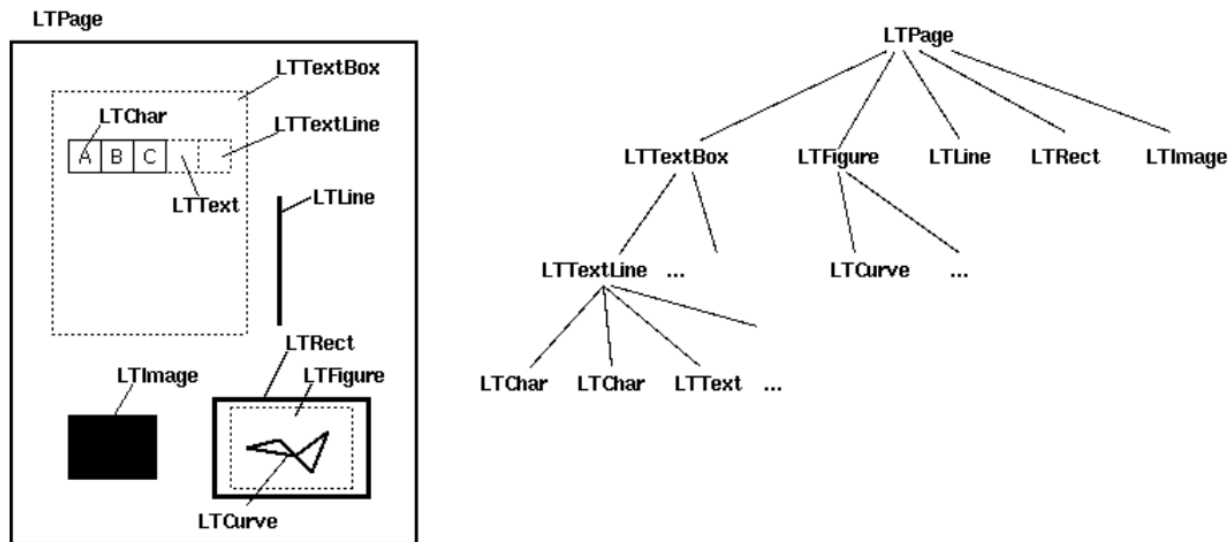 LTPage
LTTextBox
LTChar
LTTextLine
A B C
LTText
LTLine
LTRect
LTImage
LTFigure
LTCurve
LTPage
LTTextBox LTFigure LTLine LTRect LTImage
LTTextLine ... LTCurve ...
LTChar LTChar LTText ...